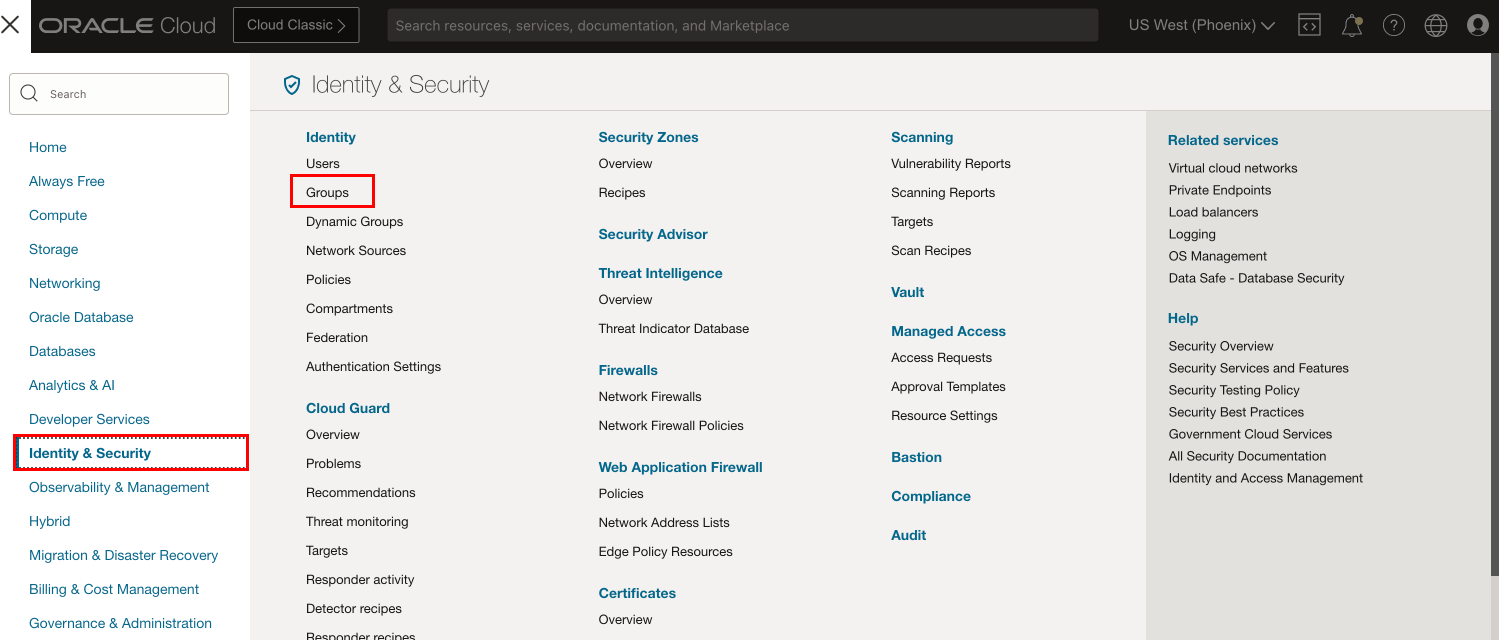 ORACLE Cloud
Cloud Classic
Search resources, services, documentation, and Marketplace
US West (Phoenix)
Search
Home
Always Free
Compute
Storage
Networking
Oracle Database
Databases
Analytics & AI
Developer Services
Identity & Security
Observability & Management
Hybrid
Migration & Disaster Recovery
Billing & Cost Management
Governance & Administration
Identity & Security
Identity
Users
Groups
Dynamic Groups
Network Sources
Policies
Compartments
Federation
Authentication Settings
Cloud Guard
Overview
Problems
Recommendations
Threat monitoring
Targets
Responder activity
Detector recipes
Responder recipes
Security Zones
Overview
Recipes
Security Advisor
Threat Intelligence
Overview
Threat Indicator Database
Firewalls
Network Firewalls
Network Firewall Policies
Web Application Firewall
Policies
Network Address Lists
Edge Policy Resources
Certificates
Overview
Scanning
Vulnerability Reports
Scanning Reports
Targets
Scan Recipes
Vault
Managed Access
Access Requests
Approval Templates
Resource Settings
Bastion
Compliance
Audit
Related services
Virtual cloud networks
Private Endpoints
Load balancers
Logging
OS Management
Data Safe - Database Security
Help
Security Overview
Security Services and Features
Security Testing Policy
Security Best Practices
Government Cloud Services
All Security Documentation
Identity and Access Management